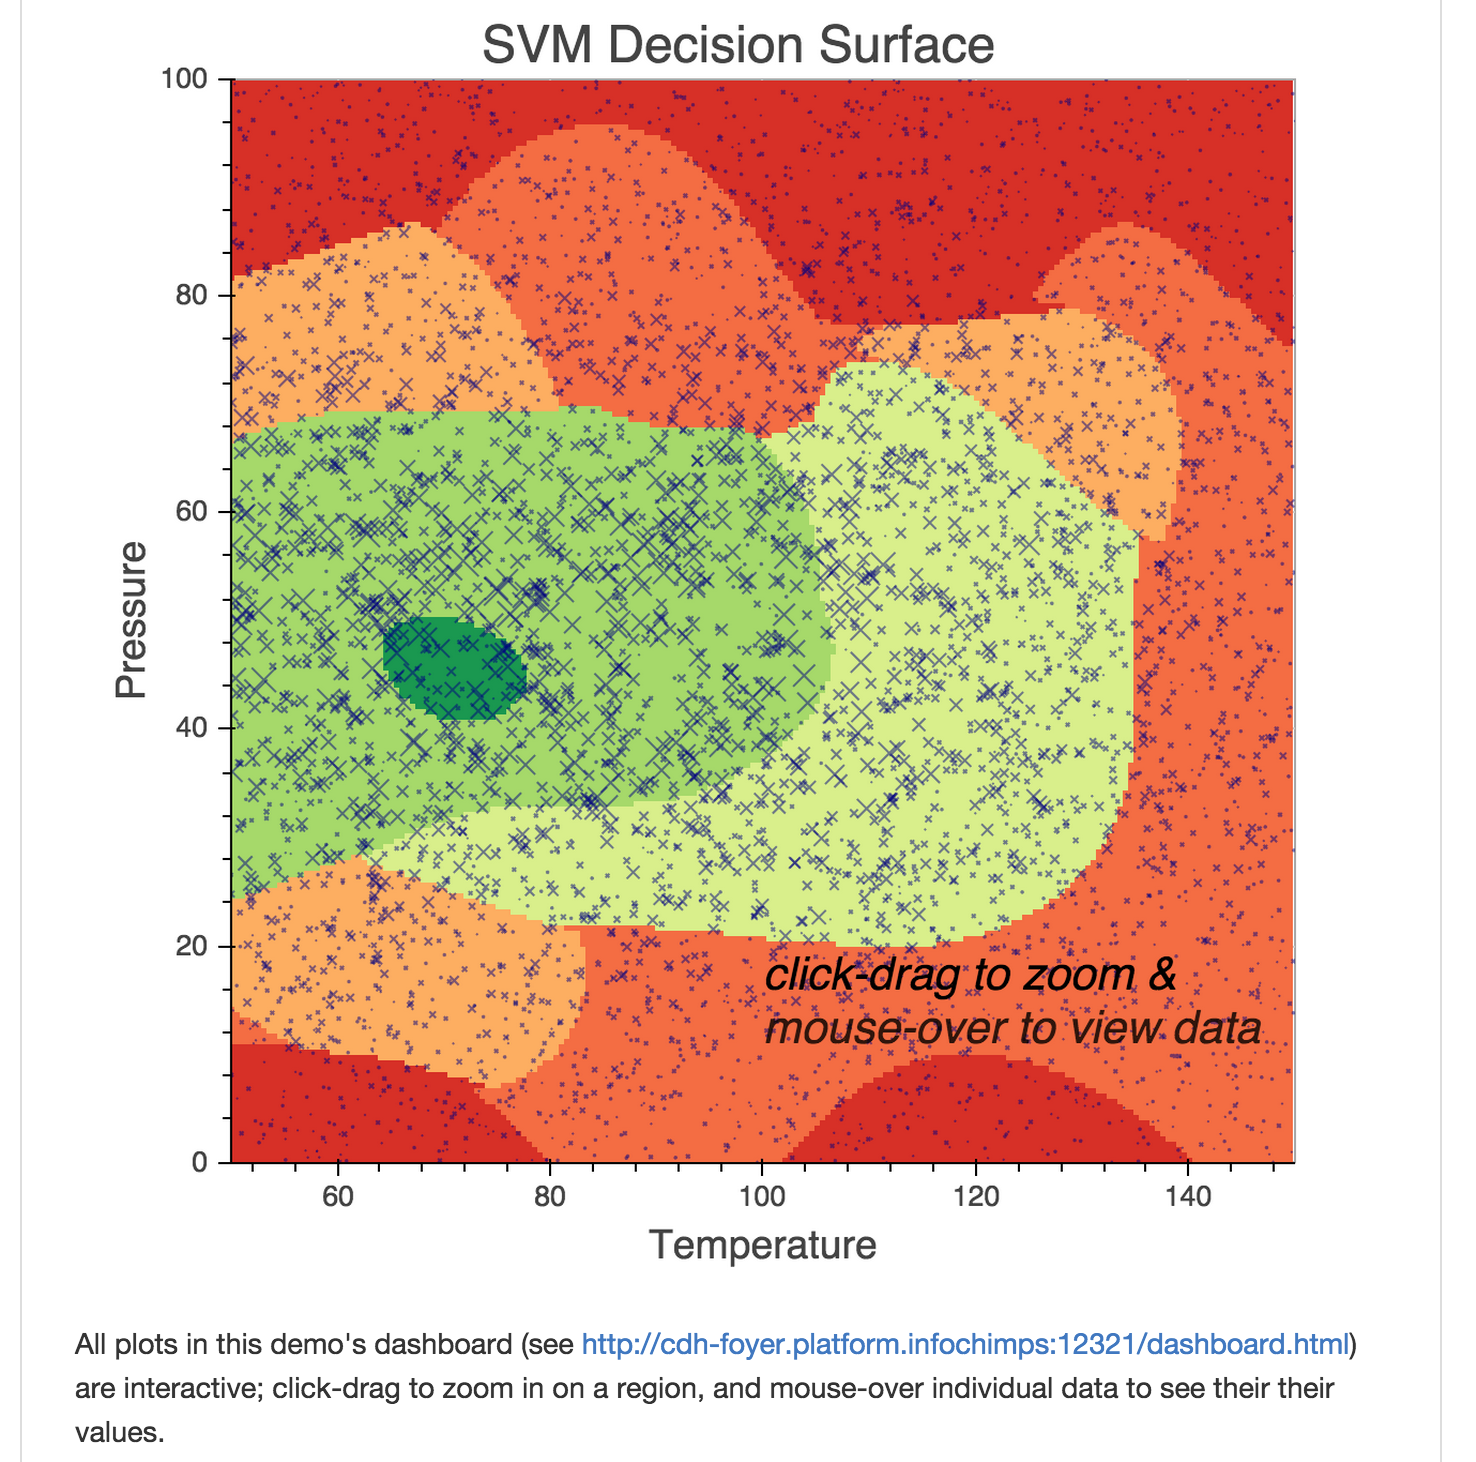 SVM Decision Surface
100
80
60
40
20
0
Pressure
click-drag to zoom &
mouse-over to view data
60 80 100 120 140
Temperature
All plots in this demo's dashboard (see http://cdh-foyer.platform.infochimps:12321/dashboard.html)
are interactive; click-drag to zoom in on a region, and mouse-over individual data to see their their
values.